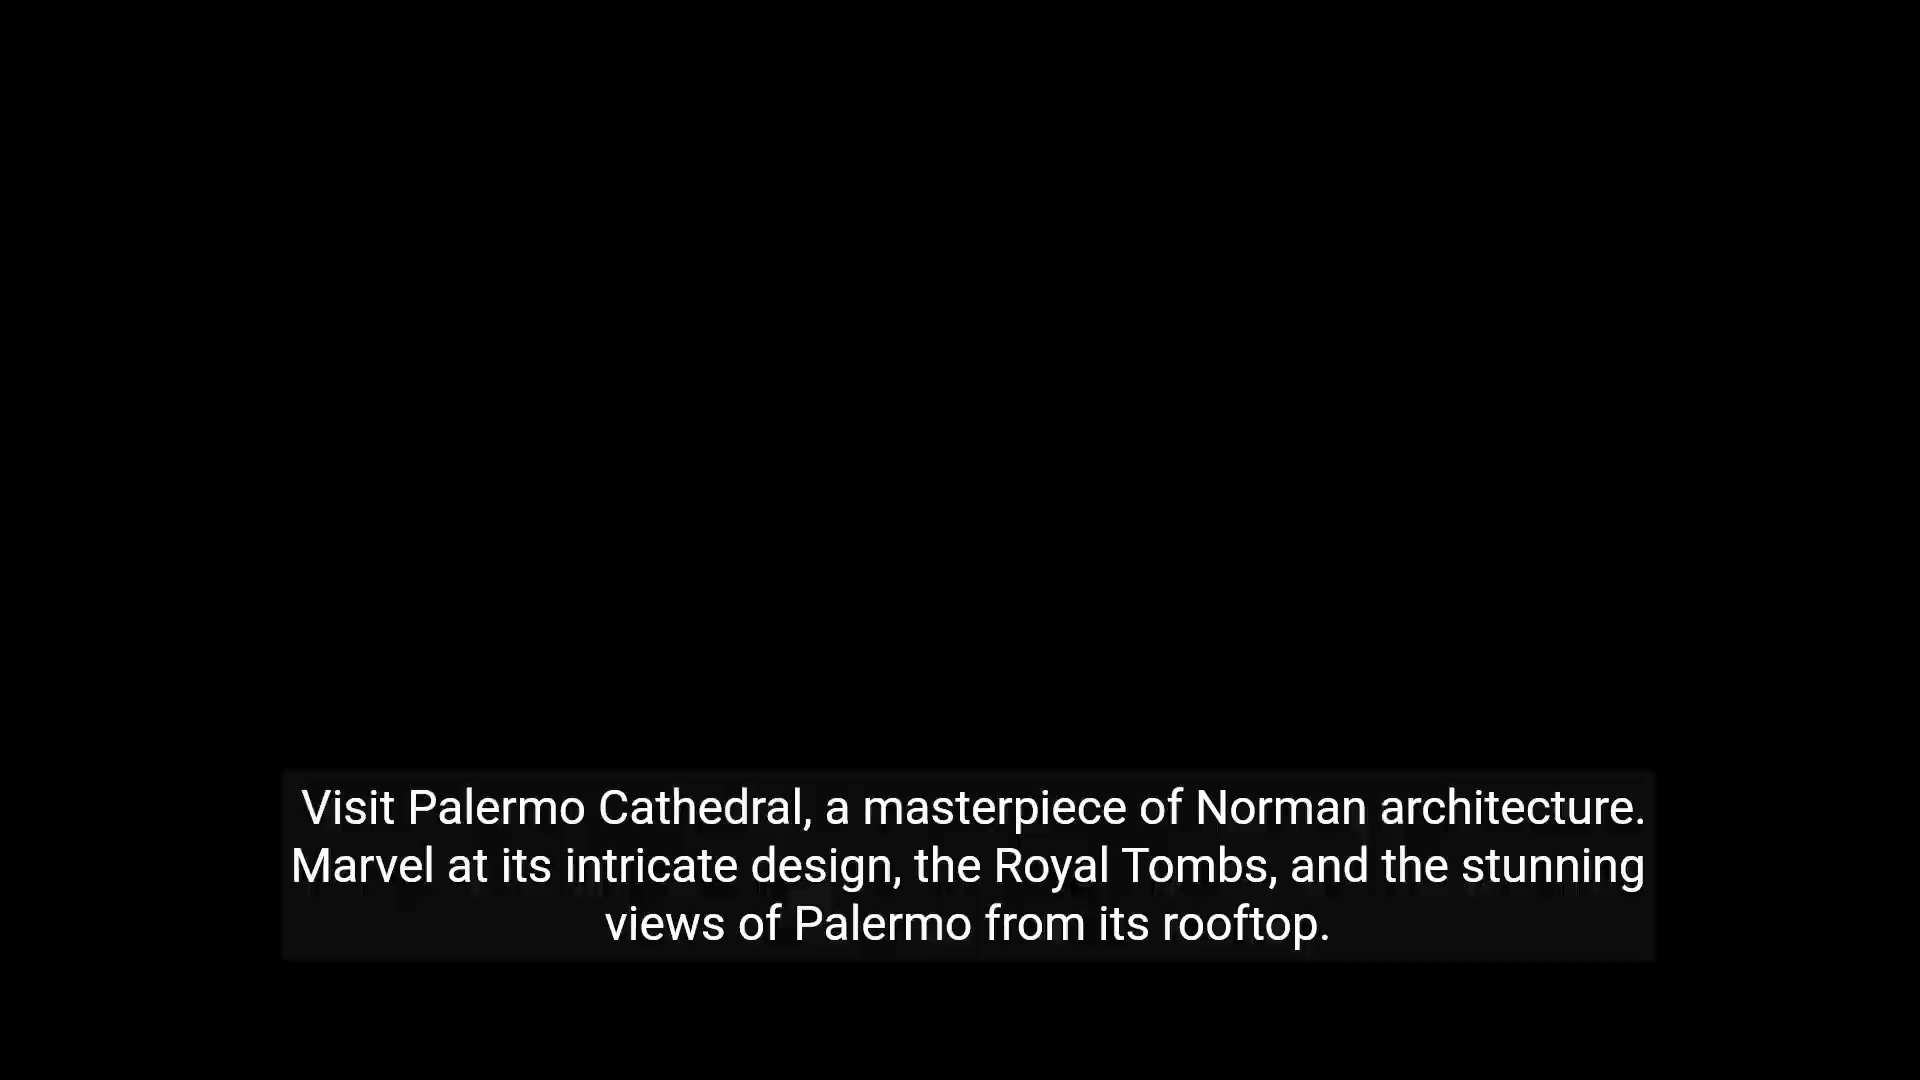 Visit Palermo Cathedral, a masterpiece of Norman architecture.
Marvel at its intricate design, the Royal Tombs, and the stunning
views of Palermo from its rooftop.